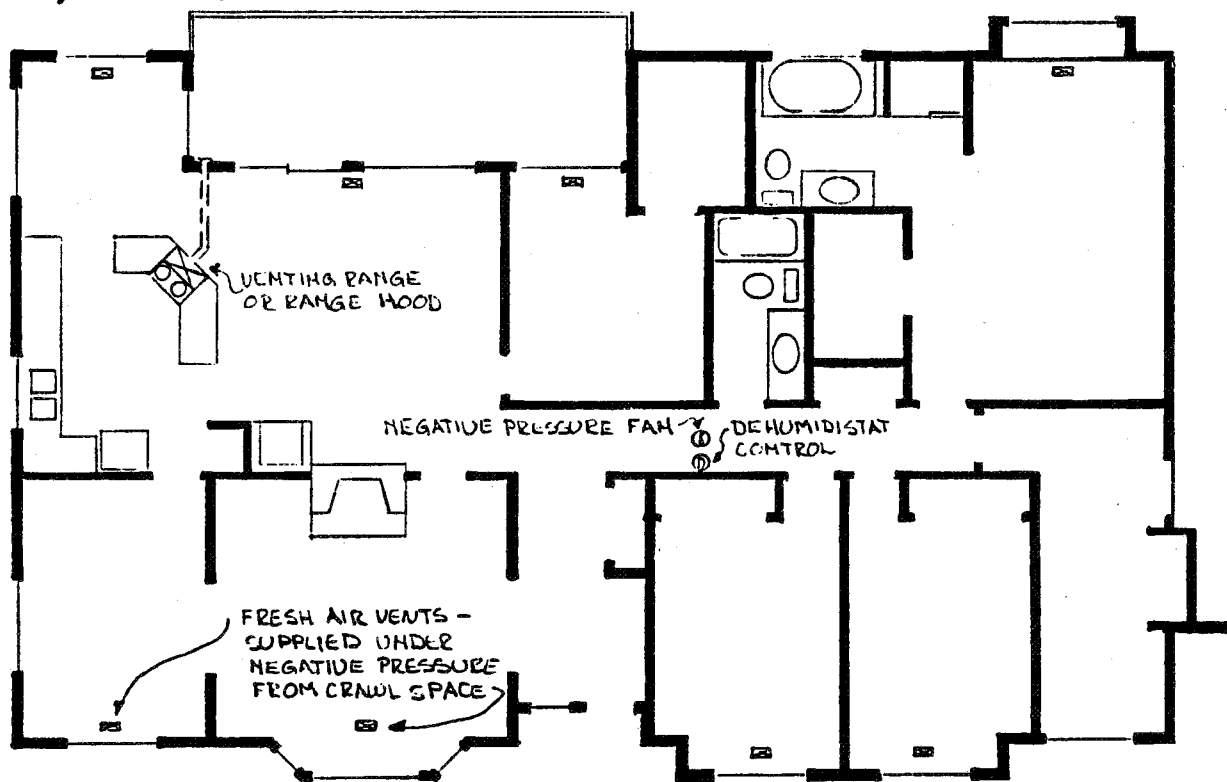 VENTING RANGE
OR RANGE HOOD
NEGATIVE PRESSURE FAN
DEHUMIDISTAT
CONTROL
FRESH AIR VENTS –
SUPPLIED UNDER
NEGATIVE PRESSURE
FROM CRAWL SPACE